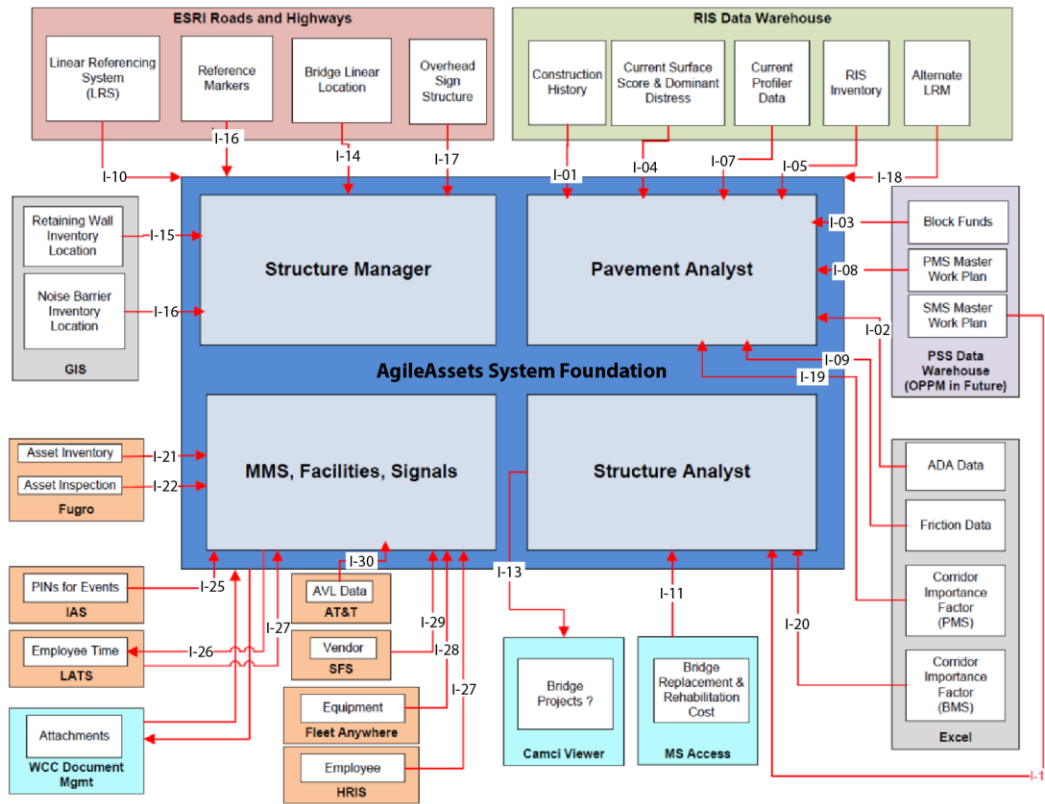 ESRI Roads and Highways
Linear Referencing
System
(LRS)
Reference
Markers
Bridge Linear
Location
Overhead
Sign
Structure
RIS Data Warehouse
Construction
History
Current Surface
Score & Dominant
Distress
Current
Profiler
Data
RIS
Inventory
Alternate
LRM
I-10
I-16
I-14
I-17
I-01
I-04
I-07
I-05
I-18
Retaining Wall
Inventory
Location
Noise Barrier
Inventory
Location
GIS
I-15
I-16
Structure Manager
Pavement Analyst
I-03
I-08
I-02
I-09
I-19
Block Funds
PMS Master
Work Plan
SMS Master
Work Plan
PSS Data
Warehouse
(OPPM in Future)
AgileAssets System Foundation
Asset Inventory
Asset Inspection
Fugro
I-21
I-22
MMS, Facilities, Signals
Structure Analyst
ADA Data
Friction Data
Corridor
Importance
Factor
(PMS)
Corridor
Importance
Factor
(BMS)
Excel
PINs for Events
IAS
I-25
Employee Time
LATS
I-26
I-27
Attachments
WCC Document
Mgmt
I-30
AVL Data
AT&T
I-29
Vendor
SFS
I-28
Equipment
Fleet Anywhere
I-27
Employee
HRIS
I-13
Bridge
Projects ?
Camci Viewer
I-11
Bridge
Replacement &
Rehabilitation
Cost
MS Access
I-20
I-1